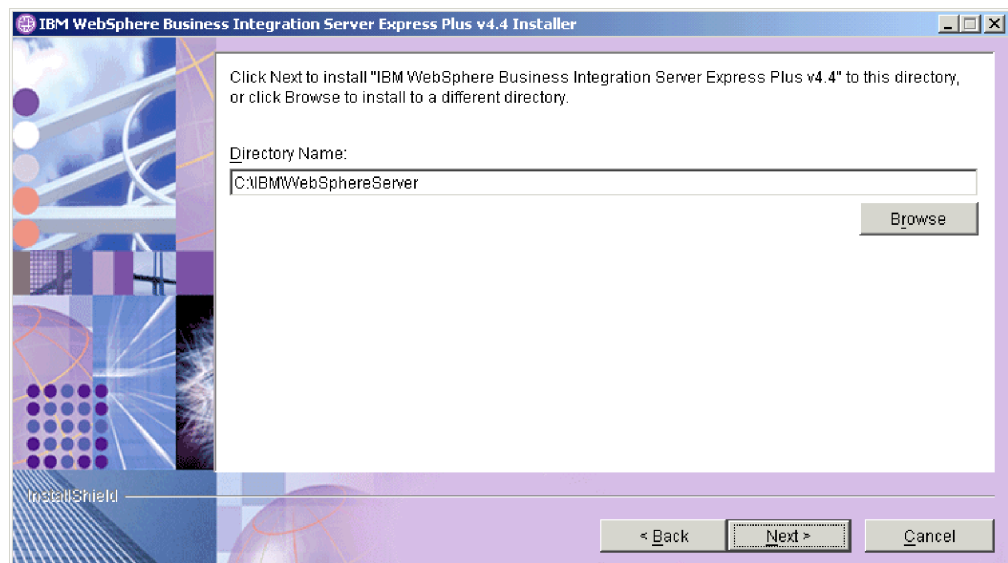 IBM WebSphere Business Integration Server Express Plus v4.4 Installer
Click Next to install "IBM WebSphere Business Integration Server Express Plus v4.4" to this directory,
or click Browse to install to a different directory.
Directory Name:
C:\IBM\WebSphereServer
Browse
InstallShield
< Back
Next >
Cancel